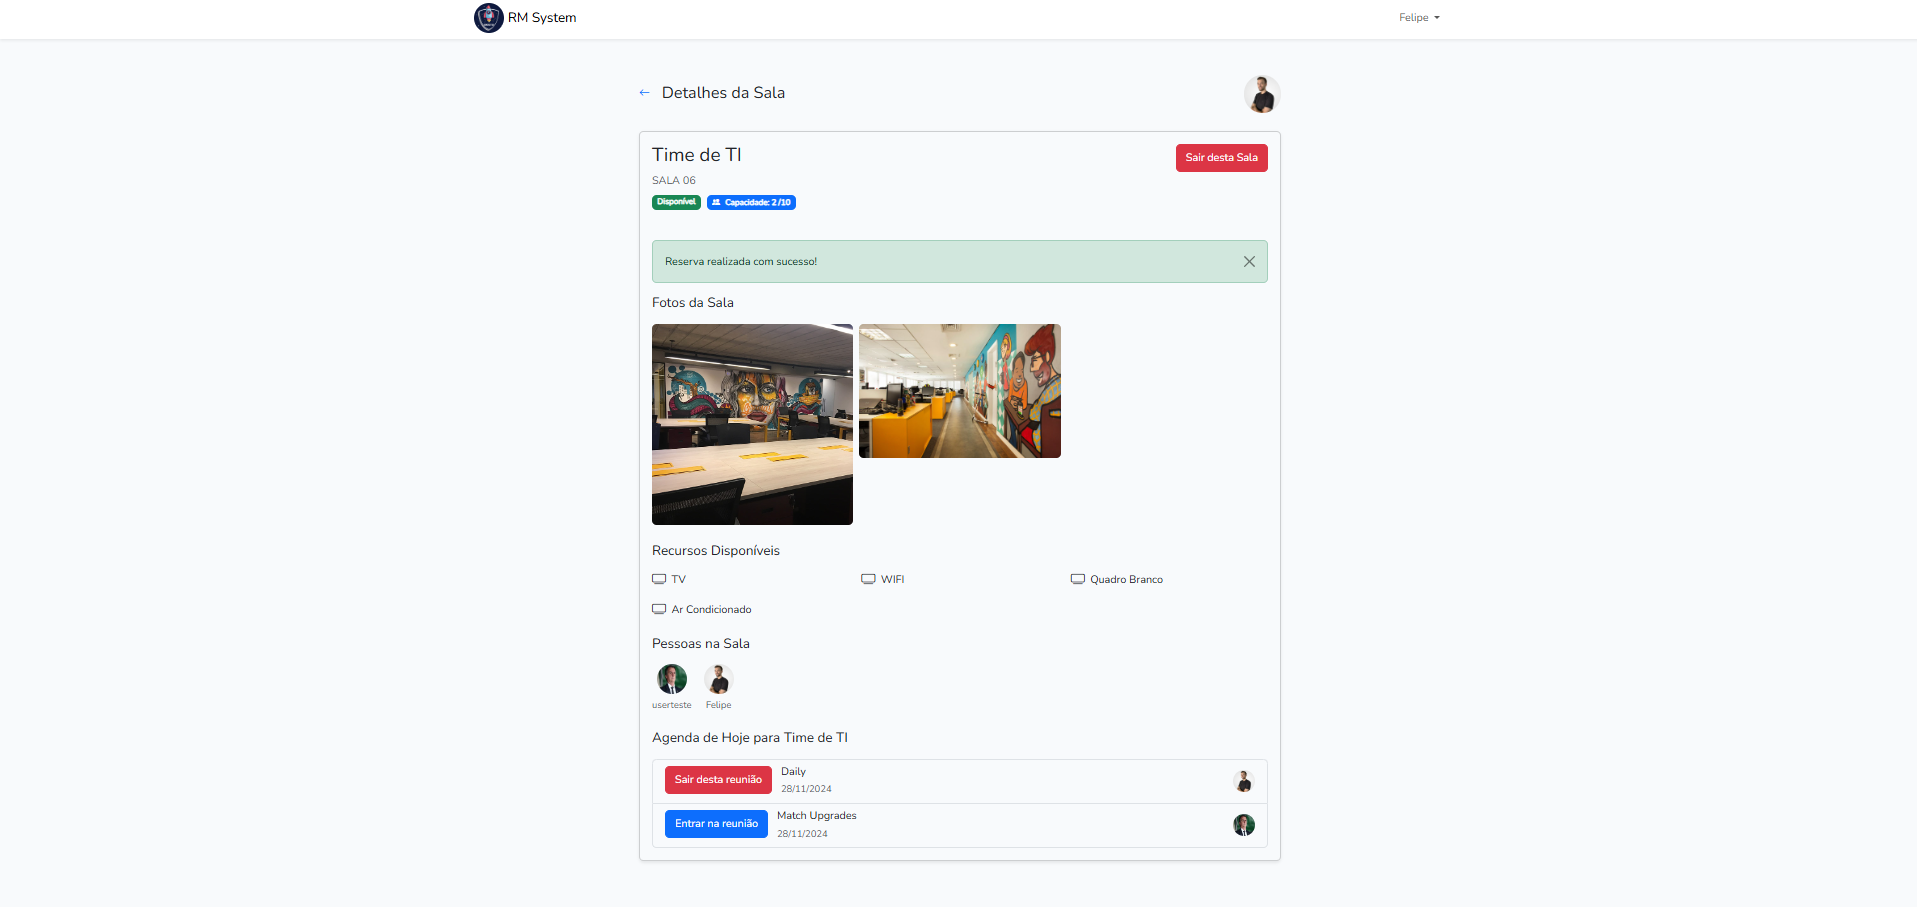 RM System
Felipe
← Detalhes da Sala
Time de TI
Sair desta Sala
SALA 06
Disponível
Capacidade: 2 /10
Reserva realizada com sucesso!
Fotos da Sala
Recursos Disponíveis
TV
WIFI
Quadro Branco
Ar Condicionado
Pessoas na Sala
userteste
Felipe
Agenda de Hoje para Time de TI
Sair desta reunião
Daily
28/11/2024
Entrar na reunião
Match Upgrades
28/11/2024